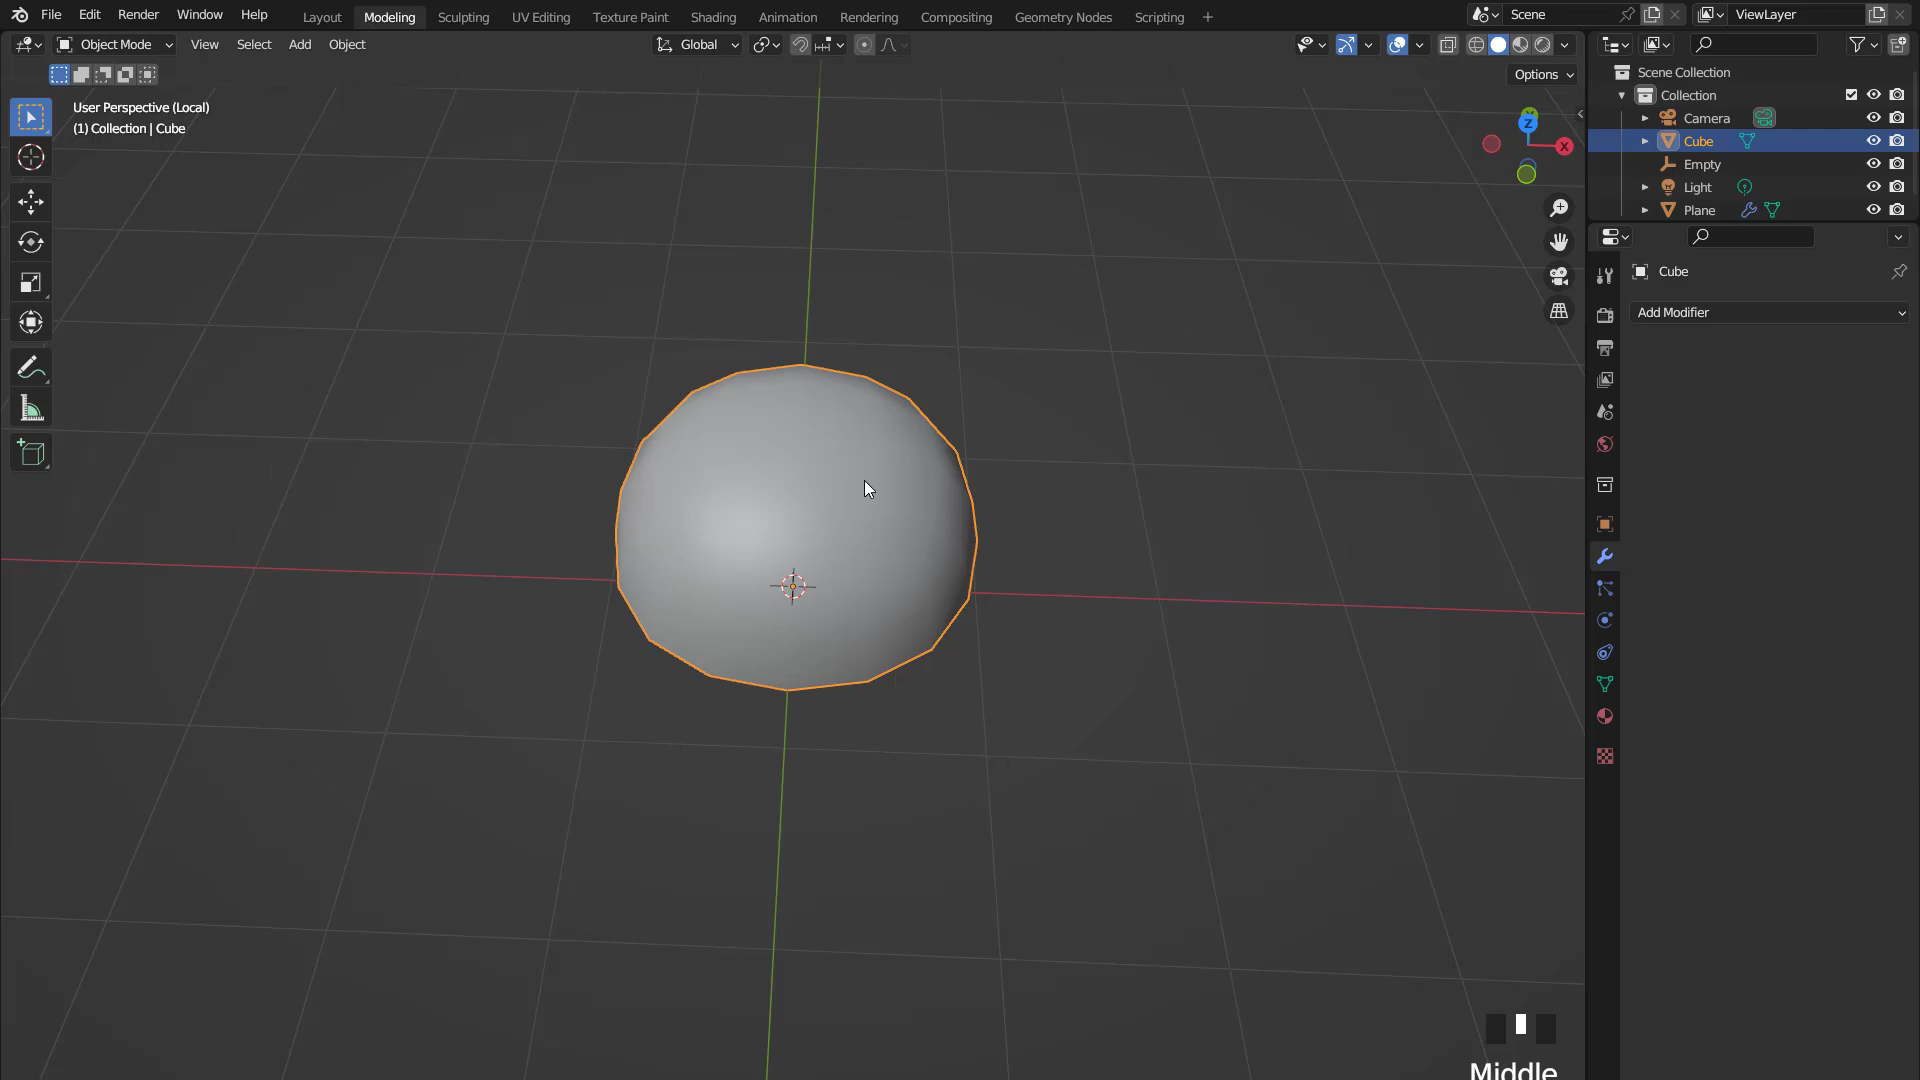 File Edit Render Window Help Layout Modeling Sculpting UV Editing Texture Paint Shading Animation Rendering Compositing Geometry Nodes Scripting + Scene ViewLayer
Object Mode View Select Add Object Global
Options
User Perspective (Local)
(1) Collection | Cube
Z
X
Scene Collection
Collection
Camera
Cube
Empty
Light
Plane
Cube
Add Modifier
Middle